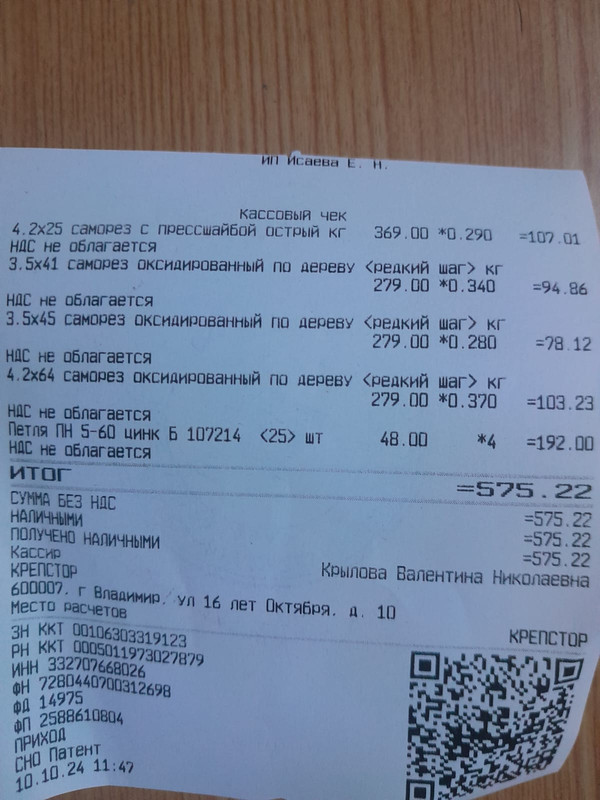 ИП Исаева Е. Н.
Кассовый чек
4.2х25 саморез с прессшайбой острый кг 369.00 *0.290 =107.01
НДС не облагается
3.5х41 саморез оксидированный по дереву <редкий шаг> кг
279.00 *0.340 =94.86
НДС не облагается
3.5х45 саморез оксидированный по дереву <редкий шаг> кг
279.00 *0.280 =78.12
НДС не облагается
4.2х64 саморез оксидированный по дереву <редкий шаг> кг
279.00 *0.370 =103.23
НДС не облагается
Петля ПН 5-60 цинк Б 107214 <25> шт 48.00 *4 =192.00
НДС не облагается
ИТОГ =575.22
СУММА БЕЗ НДС =575.22
НАЛИЧНЫМИ =575.22
ПОЛУЧЕНО НАЛИЧНЫМИ =575.22
Кассир Крылова Валентина Николаевна
КРЕПСТОР
600007. г Владимир. ул 16 лет Октября. д. 10
Место расчетов КРЕПСТОР
ЗН ККТ 00106303319123
РН ККТ 0005011973027879
ИНН 332707668026
ФН 7280440700312698
ФД 14975
ФП 2588610804
ПРИХОД
СНО Патент
10.10.24 11:47